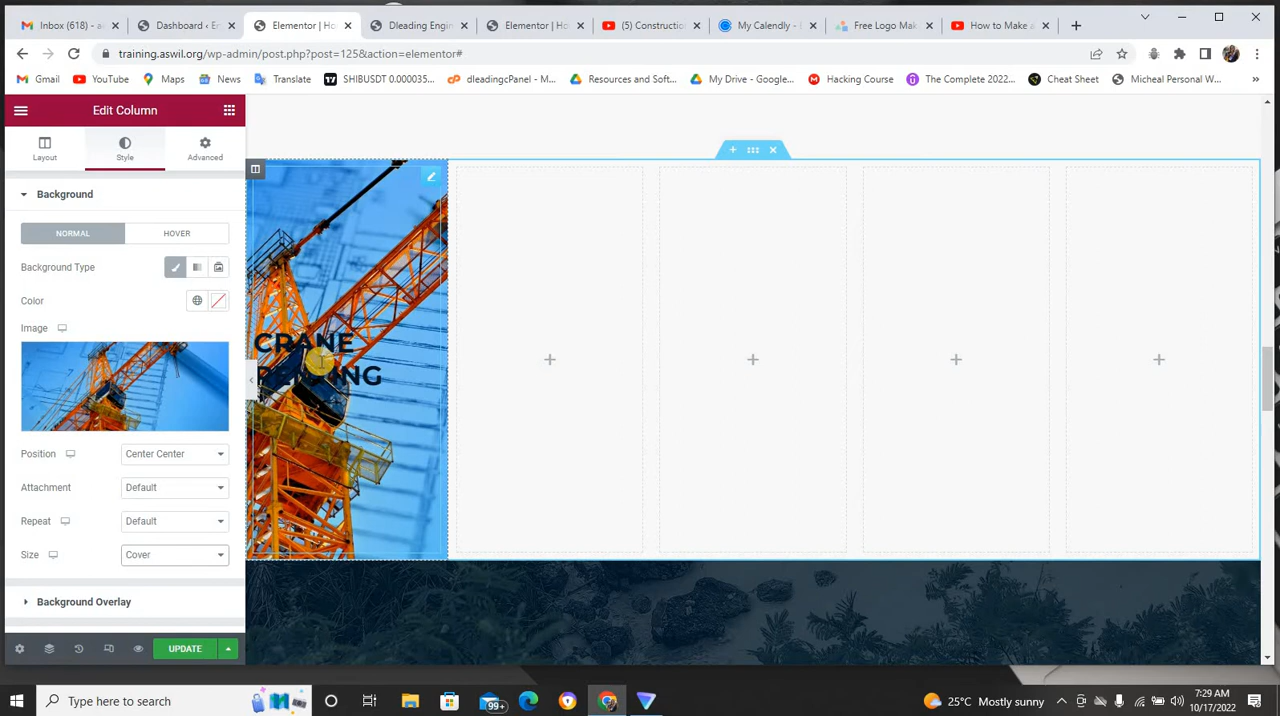 Inbox (618) - a
Dashboard ‹ E
Elementor | Ho
Dleading Engin
Elementor | Ho
(5) Construction
My Calendly - E
Free Logo Mak
How to Make a
training.aswil.org/wp-admin/post.php?post=125&action=elementor#
Gmail
YouTube
Maps
News
Translate
SHIBUSDT 0.000035...
dleadingcPanel - M...
Resources and Soft...
My Drive - Google...
Hacking Course
The Complete 2022...
Cheat Sheet
Micheal Personal W...
Edit Column
Layout
Style
Advanced
Background
NORMAL
HOVER
Background Type
Color
Image
Position
Center Center
Attachment
Default
Repeat
Default
Size
Cover
Background Overlay
UPDATE
CRANE
Type here to search
99+
25°C Mostly sunny
7:29 AM
10/17/2022